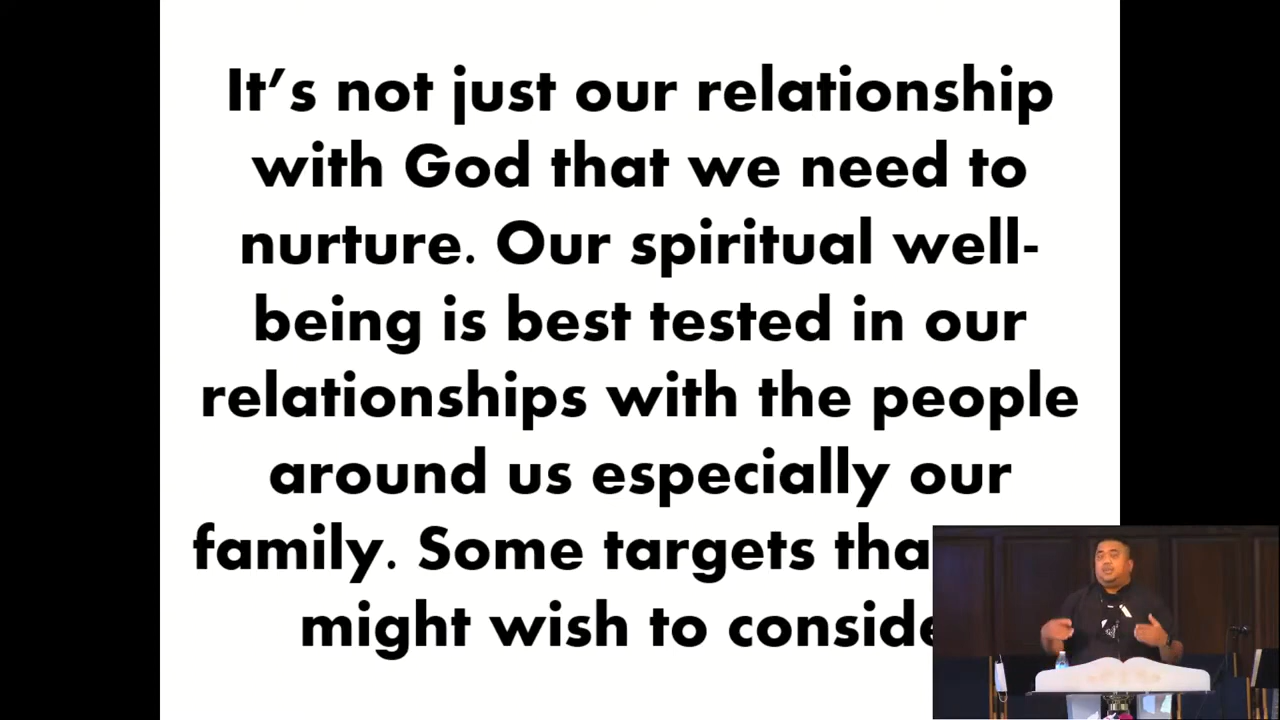 It’s not just our relationship
with God that we need to
nurture. Our spiritual well-
being is best tested in our
relationships with the people
around us especially our
family. Some targets
might wish to